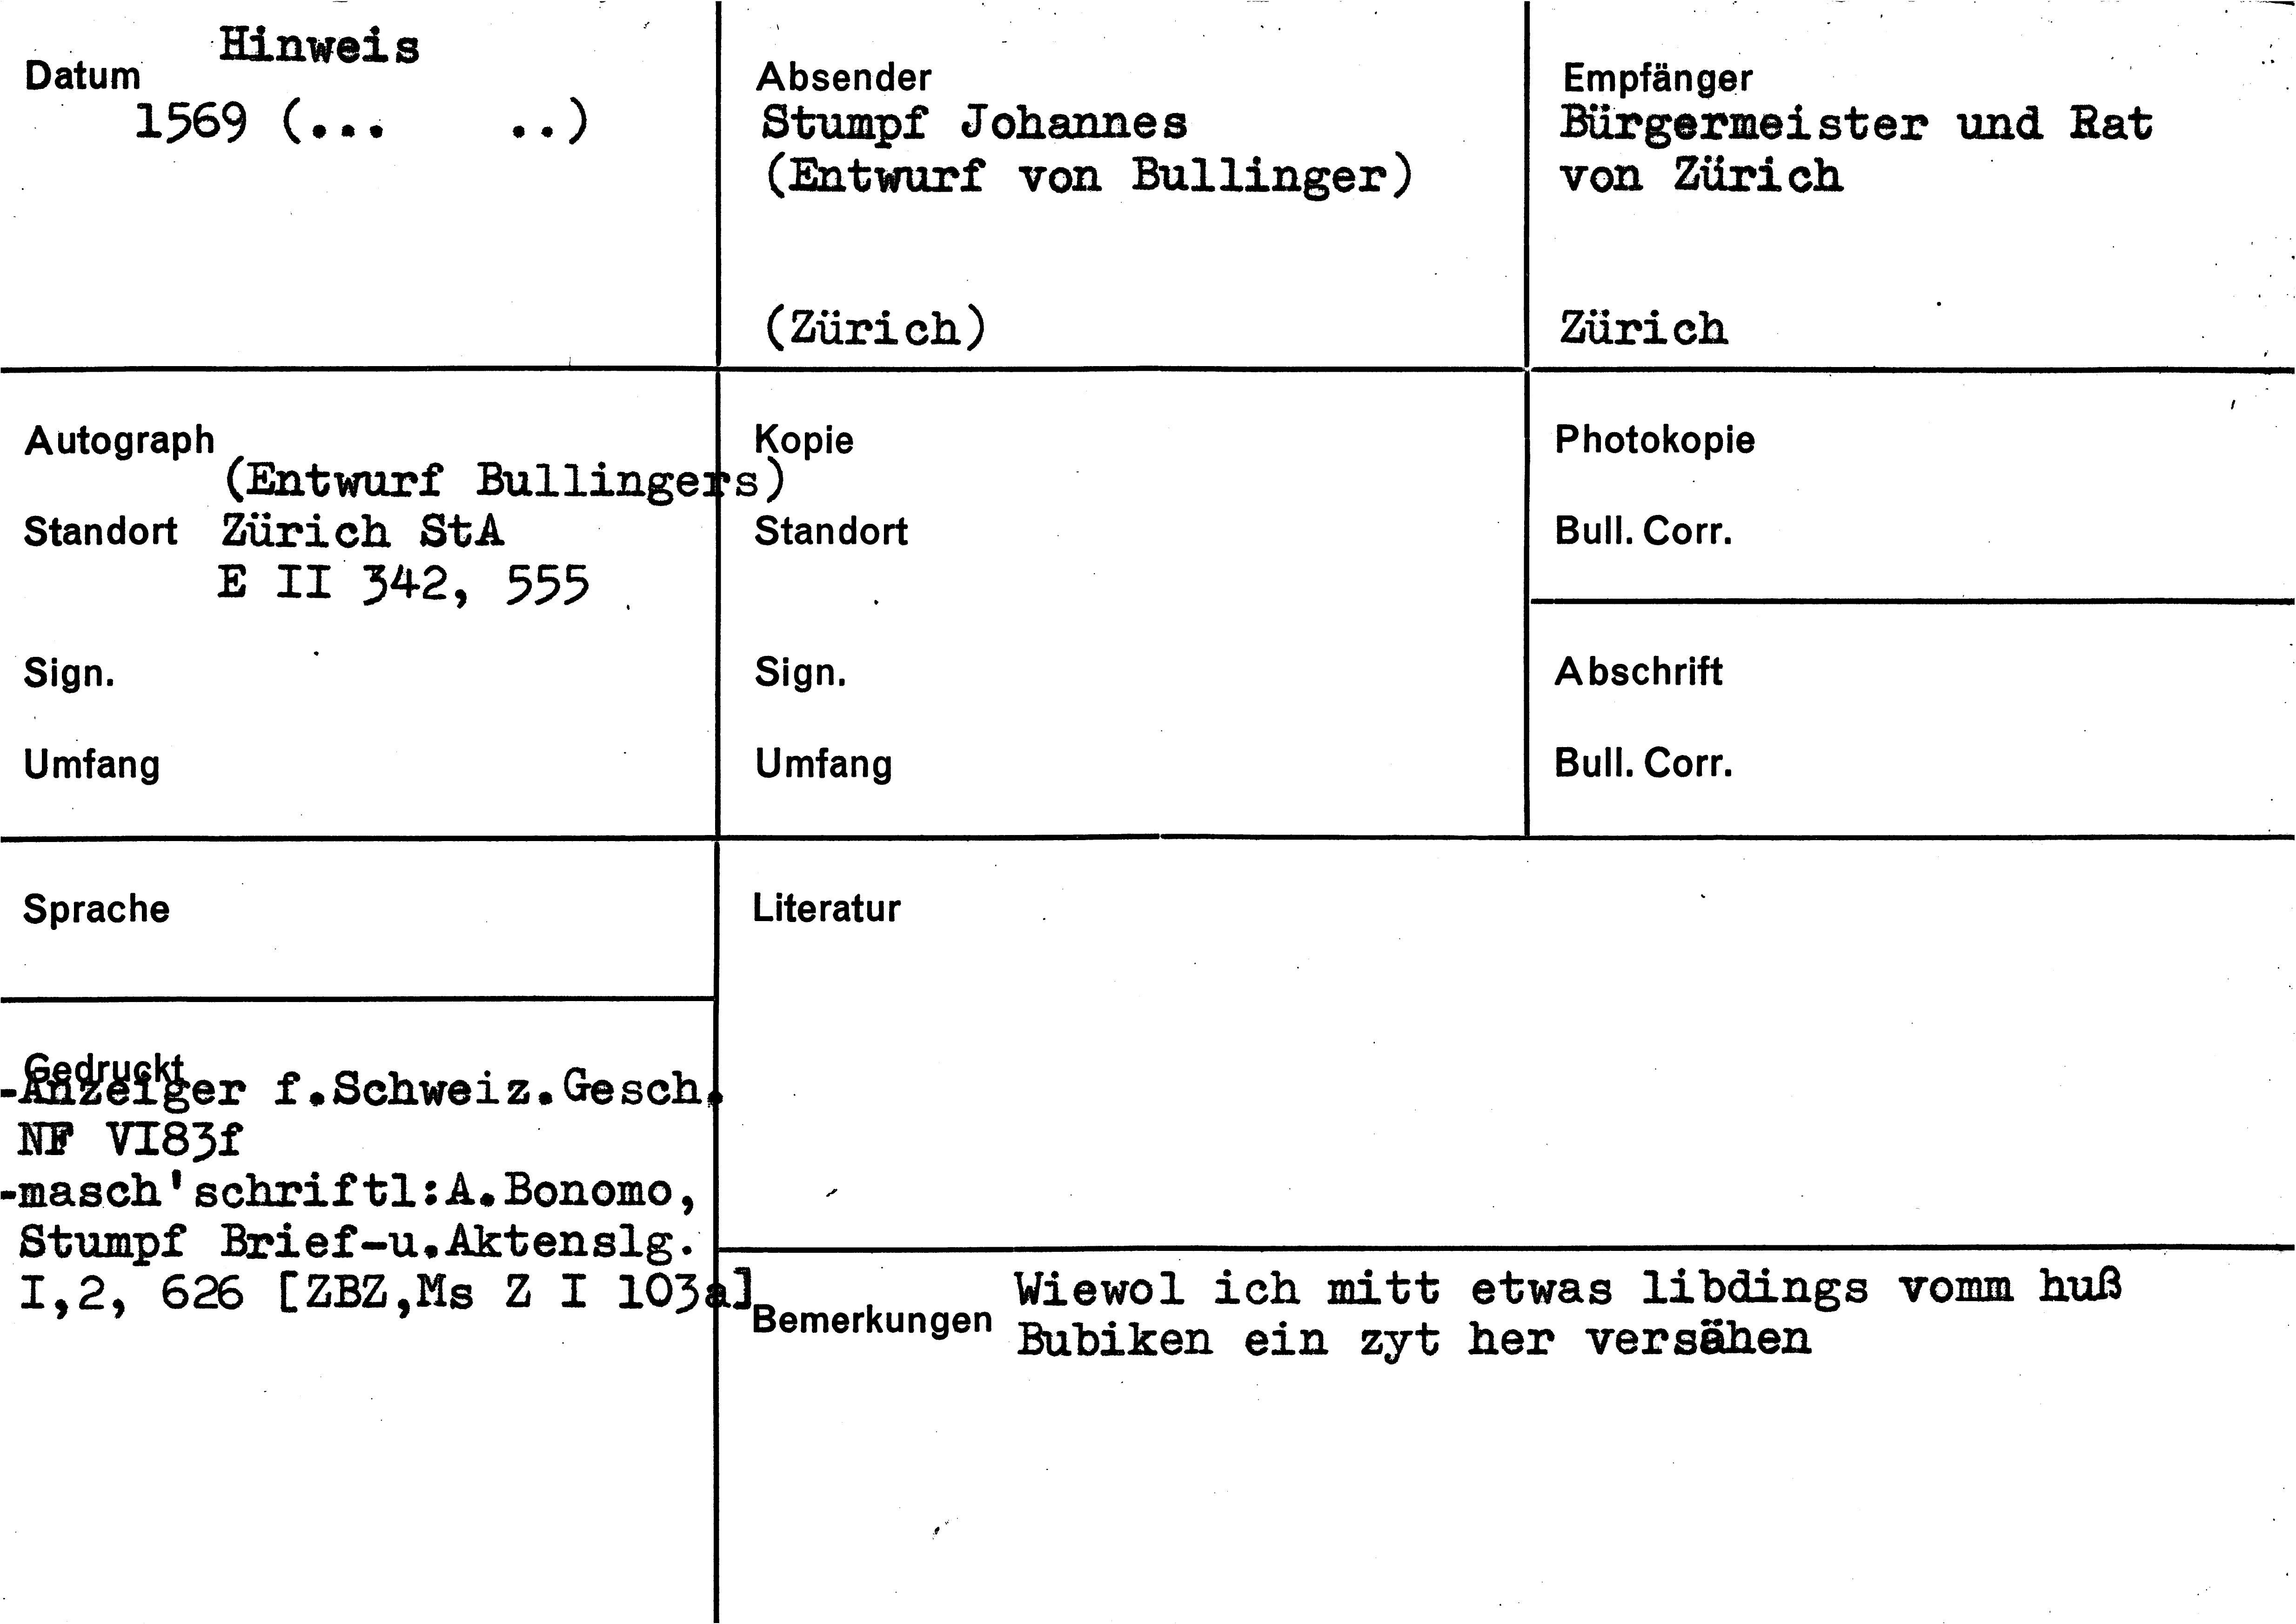 Hinweis
Datum
1569 (... ..)
Absender
Stumpf Johannes
(Entwurf von Bullinger)
(Zürich)
Empfänger
Bürgermeister und Rat
von Zürich
Zürich
Autograph
(Entwurf Bullingers)
Standort Zürich StA
E II 342, 555
Sign.
Umfang
Kopie
Standort
Sign.
Umfang
Photokopie
Bull. Corr.
Abschrift
Bull. Corr.
Sprache
Literatur
Gedruckt
-Anzeiger f.Schweiz.Gesch.
NF VI83f
-masch'schriftl:A.Bonomo,
Stumpf Brief-u.Aktenslg.
I,2, 626 [ZBZ,Ms Z I 103a]
Bemerkungen
Wiewol ich mitt etwas libdings vomm huß
Bubiken ein zyt her versähen